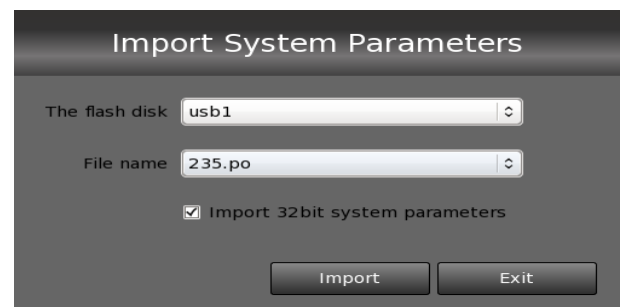 Import System Parameters
The flash disk usb1
File name 235.po
Import 32bit system parameters
Import Exit